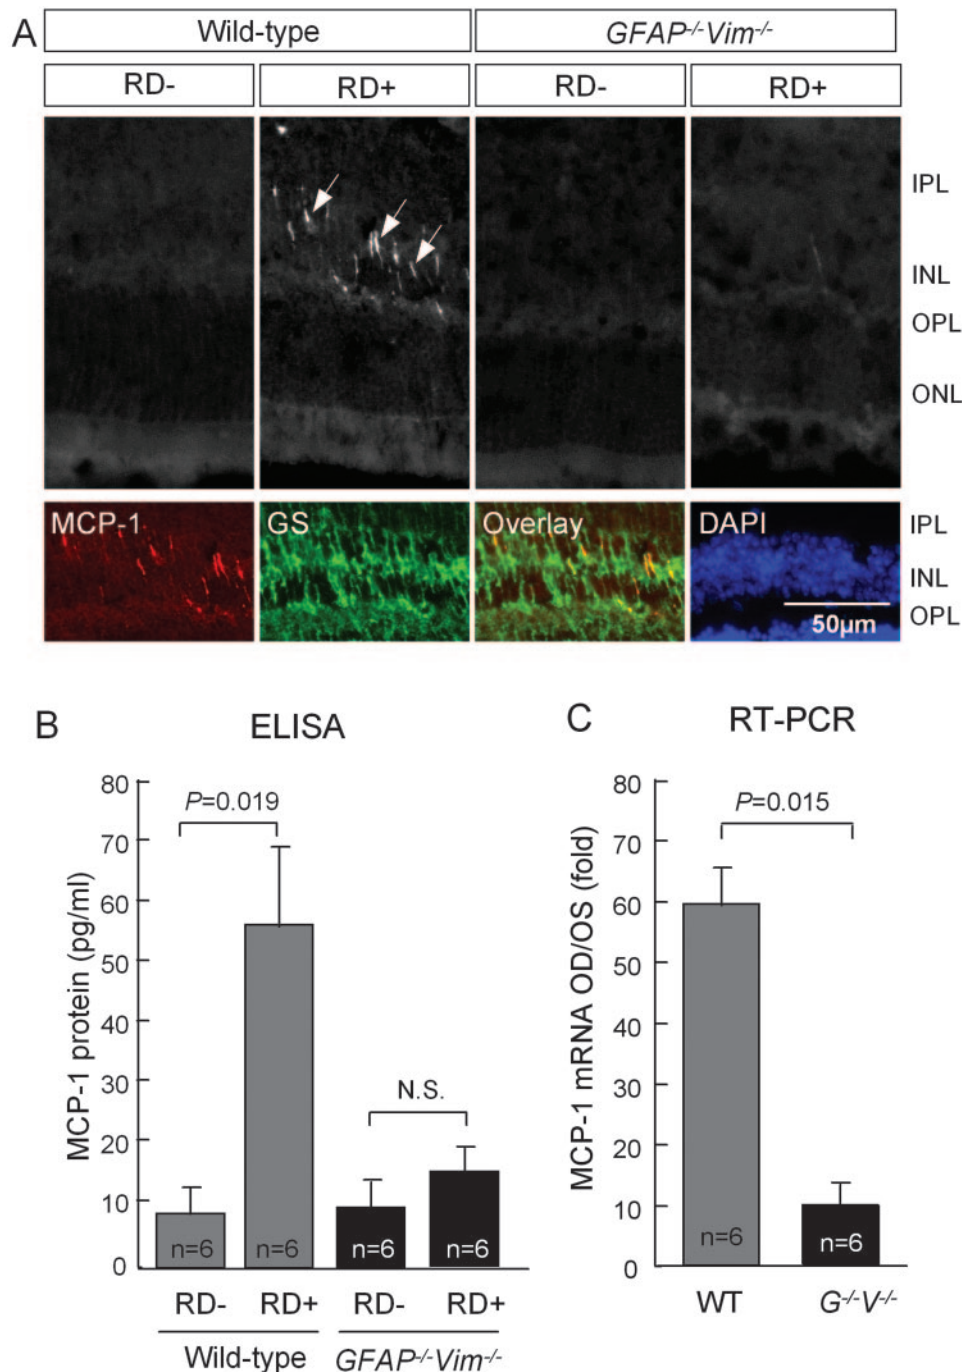 A
Wild-type GFAP-/-Vim-/-
RD- RD+ RD- RD+
IPL
INL
OPL
ONL
MCP-1 GS Overlay DAPI
IPL
INL
OPL
50µm
B ELISA
MCP-1 protein (pg/ml)
80
70
60
50
40
30
20
10
0
P=0.019
N.S.
n=6 n=6 n=6 n=6
RD- RD+ RD- RD+
Wild-type GFAP-/-Vim-/-
C RT-PCR
MCP-1 mRNA OD/OS (fold)
80
70
60
50
40
30
20
10
0
P=0.015
n=6 n=6
WT G-/-V-/-